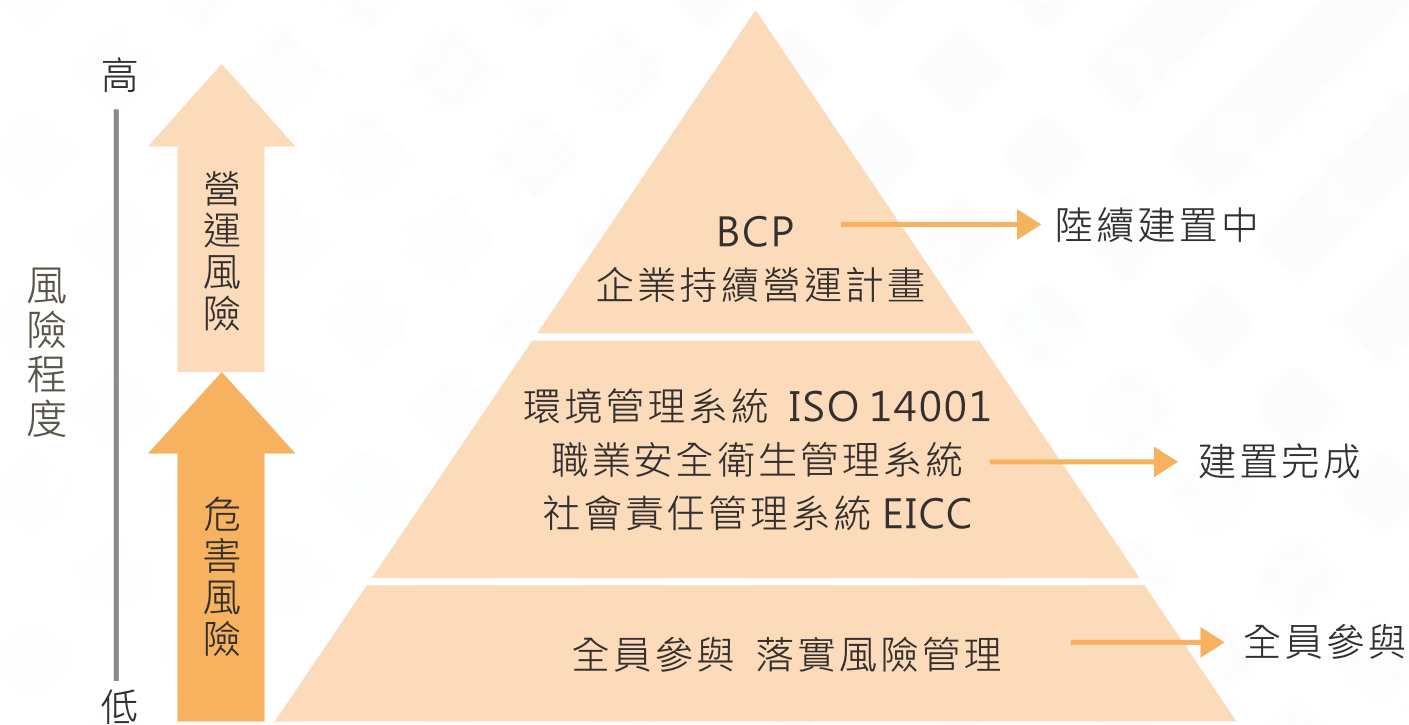 高
風險程度
營運風險
危害風險
低
BCP
企業持續營運計畫
陸續建置中
環境管理系統 ISO 14001
職業安全衛生管理系統
社會責任管理系統 EICC
建置完成
全員參與 落實風險管理
全員參與